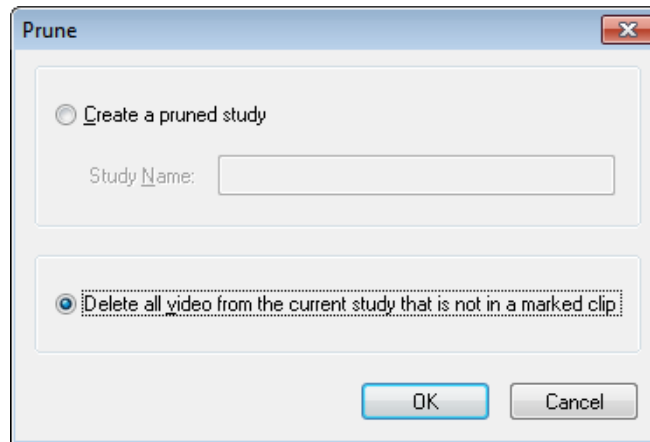 Prune
Create a pruned study
Study Name:
Delete all video from the current study that is not in a marked clip
OK
Cancel